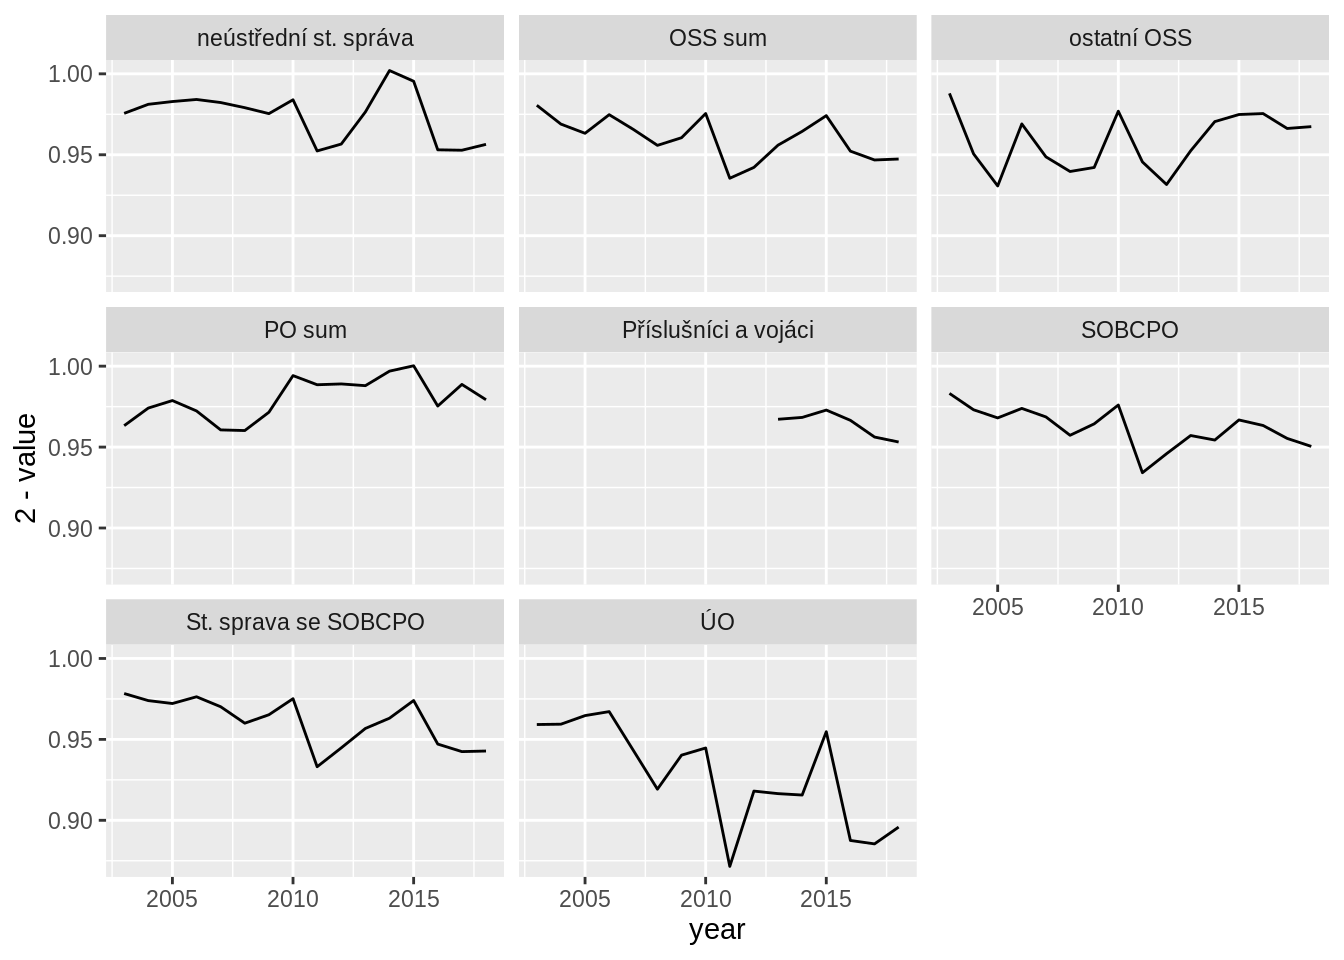 neústřední st. správa
OSS sum
ostatní OSS
1.00
0.95
0.90
PO sum
Příslušníci a vojáci
SOBCPO
1.00
0.95
0.90
2005 2010 2015
St. sprava se SOBCPO
ÚO
1.00
0.95
0.90
2005 2010 2015
2005 2010 2015
year
2 - value